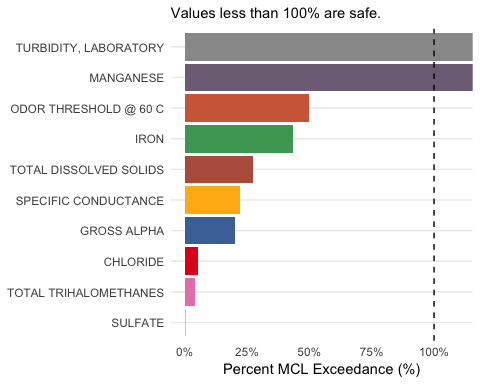 Values less than 100% are safe.
TURBIDITY, LABORATORY
MANGANESE
ODOR THRESHOLD @ 60 C
IRON
TOTAL DISSOLVED SOLIDS
SPECIFIC CONDUCTANCE
GROSS ALPHA
CHLORIDE
TOTAL TRIHALOMETHANES
SULFATE
0% 25% 50% 75% 100%
Percent MCL Exceedance (%)